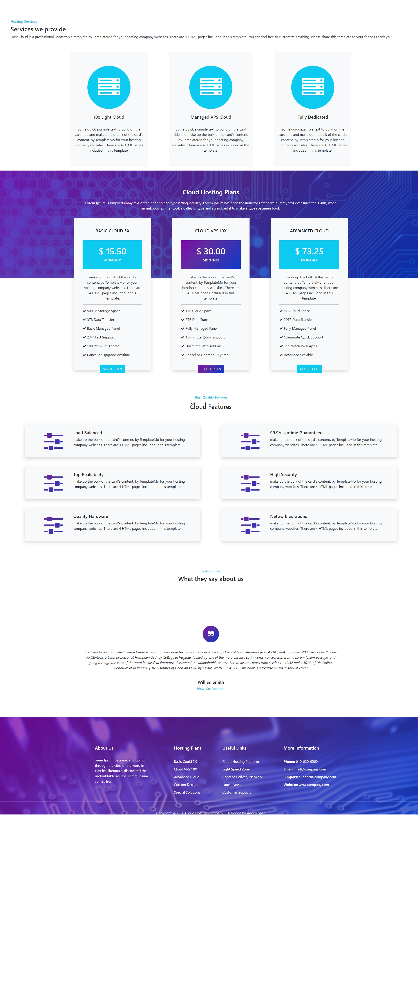 Hosting Services
Services we provide
Host Cloud is a professional Bootstrap 4 template by TemplateMo for your hosting company websites. There are 4 HTML pages included in this template. You can feel free to customize anything. Please share this template to your friends.Thank you.
10x Light Cloud
Some quick example text to build on the
card title and make up the bulk of the card's
content. by TemplateMo for your hosting
company websites. There are 4 HTML pages
included in this template.
Managed VPS Cloud
Some quick example text to build on the card
title and make up the bulk of the card's content.
by TemplateMo for your hosting company
websites. There are 4 HTML pages included in this
template.
Fully Dedicated
Some quick example text to build on the
card title and make up the bulk of the card's
content. by TemplateMo for your hosting
company websites. There are 4 HTML pages
included in this template.
Cloud Hosting Plans
Lorem Ipsum is simply dummy text of the printing and typesetting industry. Lorem Ipsum has been the industry's standard dummy text ever since the 1500s, when
an unknown printer took a galley of type and scrambled it to make a type specimen book.
BASIC CLOUD 5X
$ 15.50
MONTHLY
make up the bulk of the card's
content. by TemplateMo for your
hosting company websites. There are
4 HTML pages included in this
template.
500GB Storage Space
3TB Data Transfer
Basic Managed Panel
27/7 Fast Support
100 Premium Themes
Cancel or Upgrade Anytime
START PLAN
CLOUD VPS 10X
$ 30.00
MONTHLY
make up the bulk of the card's
content. by TemplateMo for your
hosting company websites. There are
4 HTML pages included in this
template.
1TB Cloud Space
8TB Data Transfer
Fully Managed Panel
15-minute Quick Support
Unlimited Web Addons
Cancel or Upgrade Anytime
SELECT PLAN
ADVANCED CLOUD
$ 73.25
MONTHLY
make up the bulk of the card's
content. by TemplateMo for your
hosting company websites. There are
4 HTML pages included in this
template.
4TB Cloud Space
20TB Data Transfer
Fully Managed Panel
15-minute Quick Support
Top Notch Web Apps
Advanced Scalable
TAKE IT OUT
Best Quality For you
Cloud Features
Load Balanced
make up the bulk of the card's content. by TemplateMo for your hosting
company websites. There are 4 HTML pages included in this template.
99.9% Uptime Guaranteed
make up the bulk of the card's content. by TemplateMo for your hosting
company websites. There are 4 HTML pages included in this template.
Top Realiability
make up the bulk of the card's content. by TemplateMo for your hosting
company websites. There are 4 HTML pages included in this template.
High Security
make up the bulk of the card's content. by TemplateMo for your hosting
company websites. There are 4 HTML pages included in this template.
Quality Hardware
make up the bulk of the card's content. by TemplateMo for your hosting
company websites. There are 4 HTML pages included in this template.
Network Solutions
make up the bulk of the card's content. by TemplateMo for your hosting
company websites. There are 4 HTML pages included in this template.
Testimonials
What they say about us
Contrary to popular belief, Lorem Ipsum is not simply random text. It has roots in a piece of classical Latin literature from 45 BC, making it over 2000 years old. Richard
McClintock, a Latin professor at Hampden-Sydney College in Virginia, looked up one of the more obscure Latin words, consectetur, from a Lorem Ipsum passage, and
going through the cites of the word in classical literature, discovered the undoubtable source. Lorem Ipsum comes from sections 1.10.32 and 1.10.33 of "de Finibus
Bonorum et Malorum" (The Extremes of Good and Evil) by Cicero, written in 45 BC. This book is a treatise on the theory of ethics
Willian Smith
New-Co-Founder
About Us
orem Ipsum passage, and going
through the cites of the word in
classical literature, discovered the
undoubtable source. Lorem Ipsum
comes from
Hosting Plans
Basic Could 5X
Cloud VPS 10X
Advanced Cloud
Custom Designs
Special Solutions
Useful Links
Cloud Hosting Platform
Light Speed Zone
Content Delivery Network
Latest News
Customer Support
More Information
Phone: 010-020-0560
Email: mail@company.com
Support: support@company.com
Website: www.company.com
Copyright © 2020 Cloud Hosting Company - Designed by Adeeb Shah